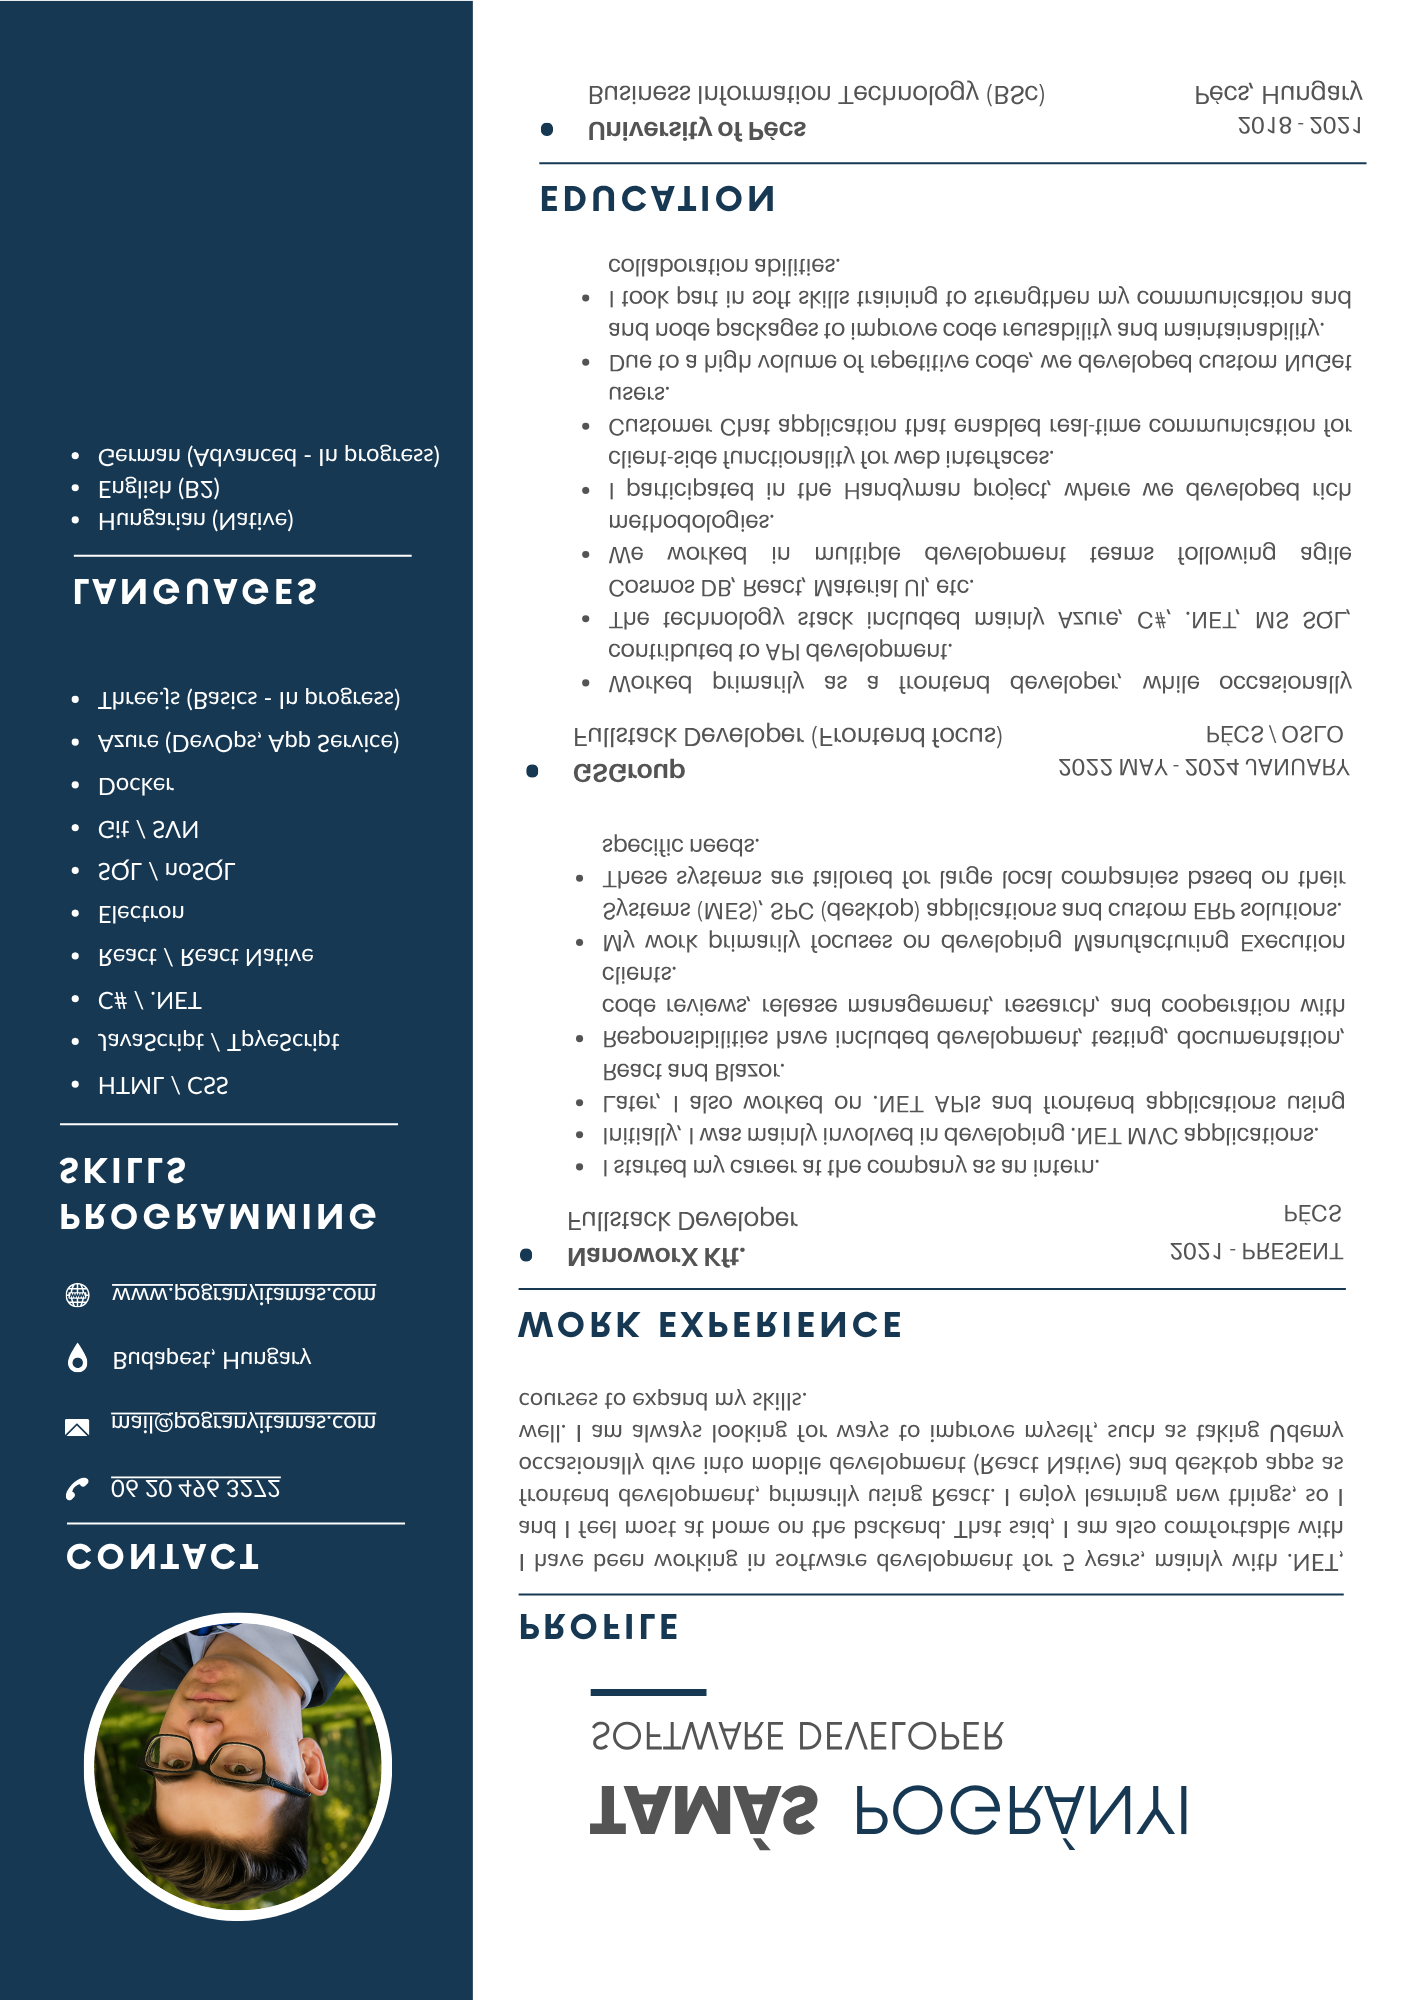 TAMÁS POGRÁNYI
SOFTWARE DEVELOPER
PROFILE
I have been working in software development for 5 years, mainly with .NET,
and I feel most at home on the backend. That said, I am also comfortable with
frontend development, primarily using React. I enjoy learning new things, so I
occasionally dive into mobile development (React Native) and desktop apps as
well. I am always looking for ways to improve myself, such as taking Udemy
courses to expand my skills.
WORK EXPERIENCE
NanoworX Kft.
2021 - PRESENT
Fullstack Developer
PÉCS
• I started my career at the company as an intern.
• Initially, I was mainly involved in developing .NET MVC applications.
• Later, I also worked on .NET APIs and frontend applications using
React and Blazor.
• Responsibilities have included development, testing, documentation,
code reviews, release management, research, and cooperation with
clients.
• My work primarily focuses on developing Manufacturing Execution
Systems (MES), SPC (desktop) applications and custom ERP solutions.
• These systems are tailored for large local companies based on their
specific needs.
GSGroup
2022 MAY - 2024 JANUARY
Fullstack Developer (Frontend focus)
PÉCS / OSLO
• Worked primarily as a frontend developer, while occasionally
contributed to API development.
• The technology stack included mainly Azure, C#, .NET, MS SQL,
Cosmos DB, React, Material UI, etc.
• We worked in multiple development teams following agile
methodologies.
• I participated in the Handyman project, where we developed rich
client-side functionality for web interfaces.
• Customer Chat application that enabled real-time communication for
users.
• Due to a high volume of repetitive code, we developed custom NuGet
and node packages to improve code reusability and maintainability.
• I took part in soft skills training to strengthen my communication and
collaboration abilities.
EDUCATION
University of Pécs
2018 - 2021
Business Information Technology (BSc)
Pécs, Hungary
CONTACT
06 20 496 3272
mail@pogranyitamas.com
Budapest, Hungary
www.pogranyitamas.com
PROGRAMMING
SKILLS
• HTML / CSS
• JavaScript / TpyeScript
• C# / .NET
• React / React Native
• Electron
• SQL / noSQL
• Git / SVN
• Docker
• Azure (DevOps, App Service)
• Three.js (Basics - In progress)
LANGUAGES
• Hungarian (Native)
• English (B2)
• German (Advanced - In progress)